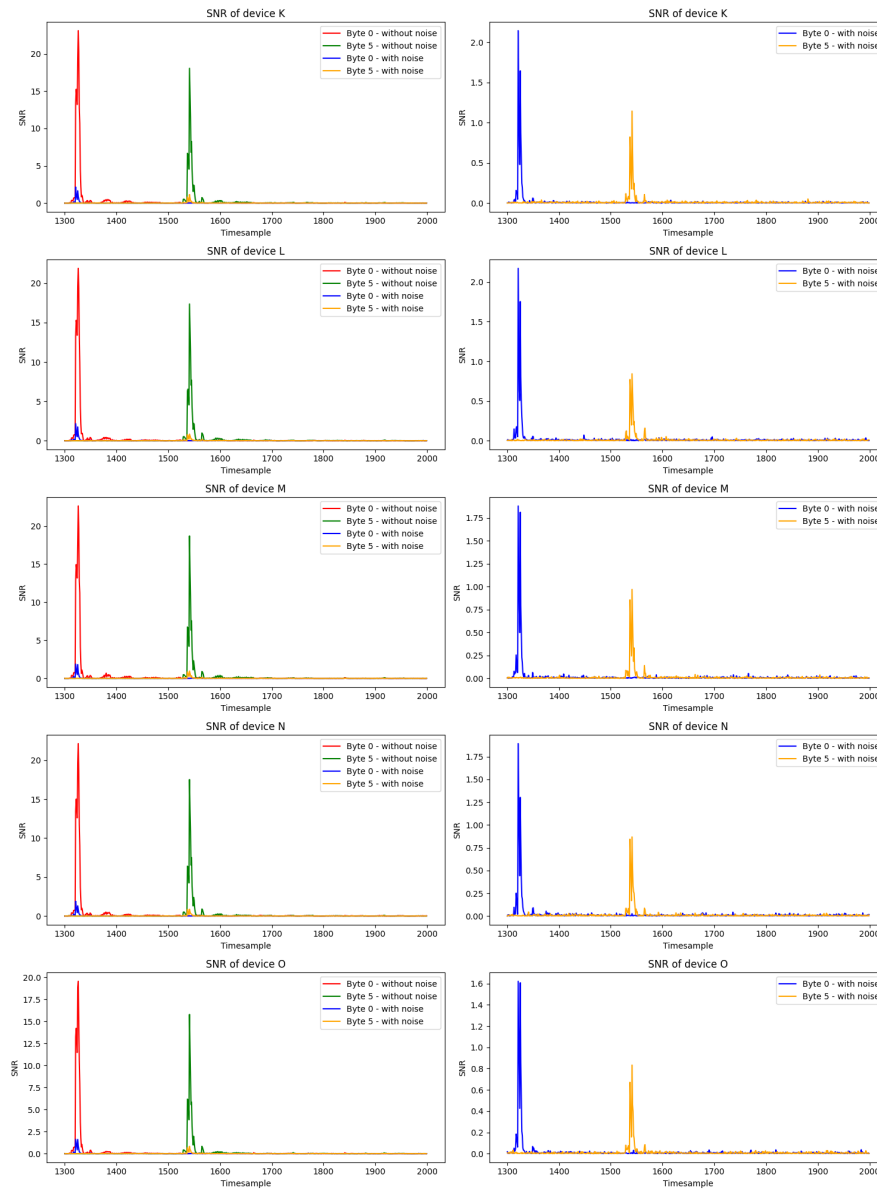 SNR of device K
SNR
20
15
10
5
0
1300 1400 1500 1600 1700 1800 1900 2000
Timesample
Byte 0 - without noise
Byte 5 - without noise
Byte 0 - with noise
Byte 5 - with noise
SNR of device K
SNR
2.0
1.5
1.0
0.5
0.0
1300 1400 1500 1600 1700 1800 1900 2000
Timesample
Byte 0 - with noise
Byte 5 - with noise
SNR of device L
SNR
20
15
10
5
0
1300 1400 1500 1600 1700 1800 1900 2000
Timesample
Byte 0 - without noise
Byte 5 - without noise
Byte 0 - with noise
Byte 5 - with noise
SNR of device L
SNR
2.0
1.5
1.0
0.5
0.0
1300 1400 1500 1600 1700 1800 1900 2000
Timesample
Byte 0 - with noise
Byte 5 - with noise
SNR of device M
SNR
20
15
10
5
0
1300 1400 1500 1600 1700 1800 1900 2000
Timesample
Byte 0 - without noise
Byte 5 - without noise
Byte 0 - with noise
Byte 5 - with noise
SNR of device M
SNR
1.75
1.50
1.25
1.00
0.75
0.50
0.25
0.00
1300 1400 1500 1600 1700 1800 1900 2000
Timesample
Byte 0 - with noise
Byte 5 - with noise
SNR of device N
SNR
20
15
10
5
0
1300 1400 1500 1600 1700 1800 1900 2000
Timesample
Byte 0 - without noise
Byte 5 - without noise
Byte 0 - with noise
Byte 5 - with noise
SNR of device N
SNR
1.75
1.50
1.25
1.00
0.75
0.50
0.25
0.00
1300 1400 1500 1600 1700 1800 1900 2000
Timesample
Byte 0 - with noise
Byte 5 - with noise
SNR of device O
SNR
20.0
17.5
15.0
12.5
10.0
7.5
5.0
2.5
0.0
1300 1400 1500 1600 1700 1800 1900 2000
Timesample
Byte 0 - without noise
Byte 5 - without noise
Byte 0 - with noise
Byte 5 - with noise
SNR of device O
SNR
1.6
1.4
1.2
1.0
0.8
0.6
0.4
0.2
0.0
1300 1400 1500 1600 1700 1800 1900 2000
Timesample
Byte 0 - with noise
Byte 5 - with noise